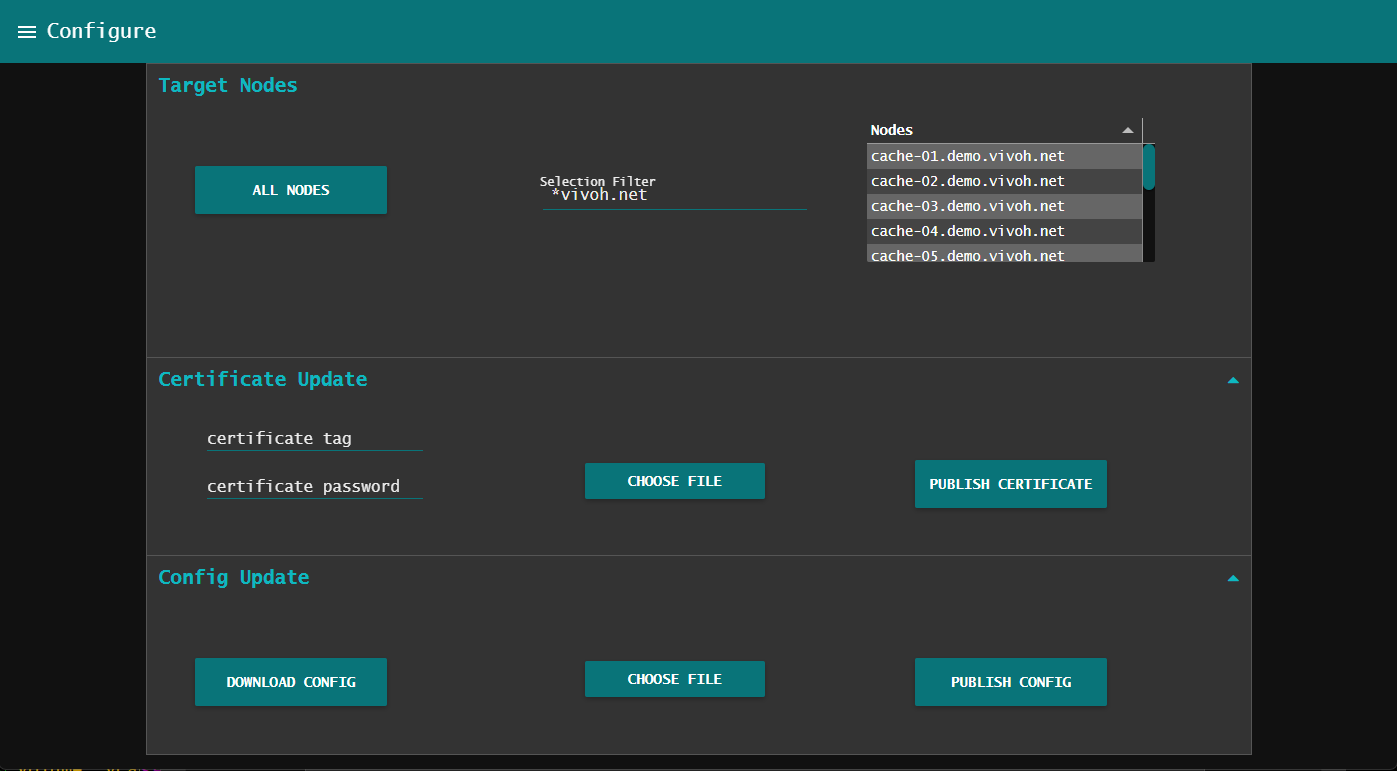 Configure
Target Nodes
ALL NODES
Selection Filter
*vivoh.net
Nodes
cache-01.demo.vivoh.net
cache-02.demo.vivoh.net
cache-03.demo.vivoh.net
cache-04.demo.vivoh.net
cache-05.demo.vivoh.net
Certificate Update
certificate tag
certificate password
CHOOSE FILE
PUBLISH CERTIFICATE
Config Update
DOWNLOAD CONFIG
CHOOSE FILE
PUBLISH CONFIG